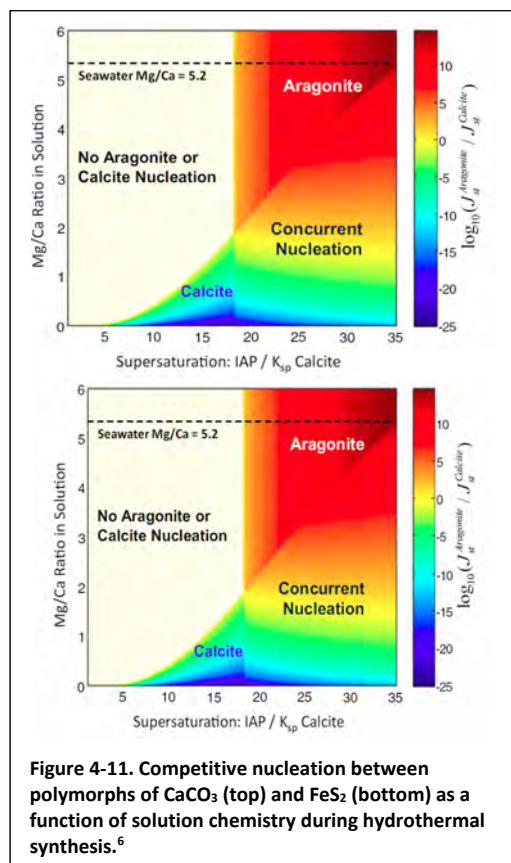 6
5
4
3
2
1
0
Mg/Ca Ratio in Solution
Seawater Mg/Ca = 5.2
Aragonite
No Aragonite or
Calcite Nucleation
Concurrent
Nucleation
Calcite
5 10 15 20 25 30 35
Supersaturation: IAP / Ksp Calcite
10
5
0
-5
-10
-15
-20
-25
log10(Jst^Aragonite / Jst^Calcite)
6
5
4
3
2
1
0
Mg/Ca Ratio in Solution
Seawater Mg/Ca = 5.2
Aragonite
No Aragonite or
Calcite Nucleation
Concurrent
Nucleation
Calcite
5 10 15 20 25 30 35
Supersaturation: IAP / Ksp Calcite
10
5
0
-5
-10
-15
-20
-25
log10(Jst^Aragonite / Jst^Calcite)
Figure 4-11. Competitive nucleation between
polymorphs of CaCO₃ (top) and FeS₂ (bottom) as a
function of solution chemistry during hydrothermal
synthesis.⁶